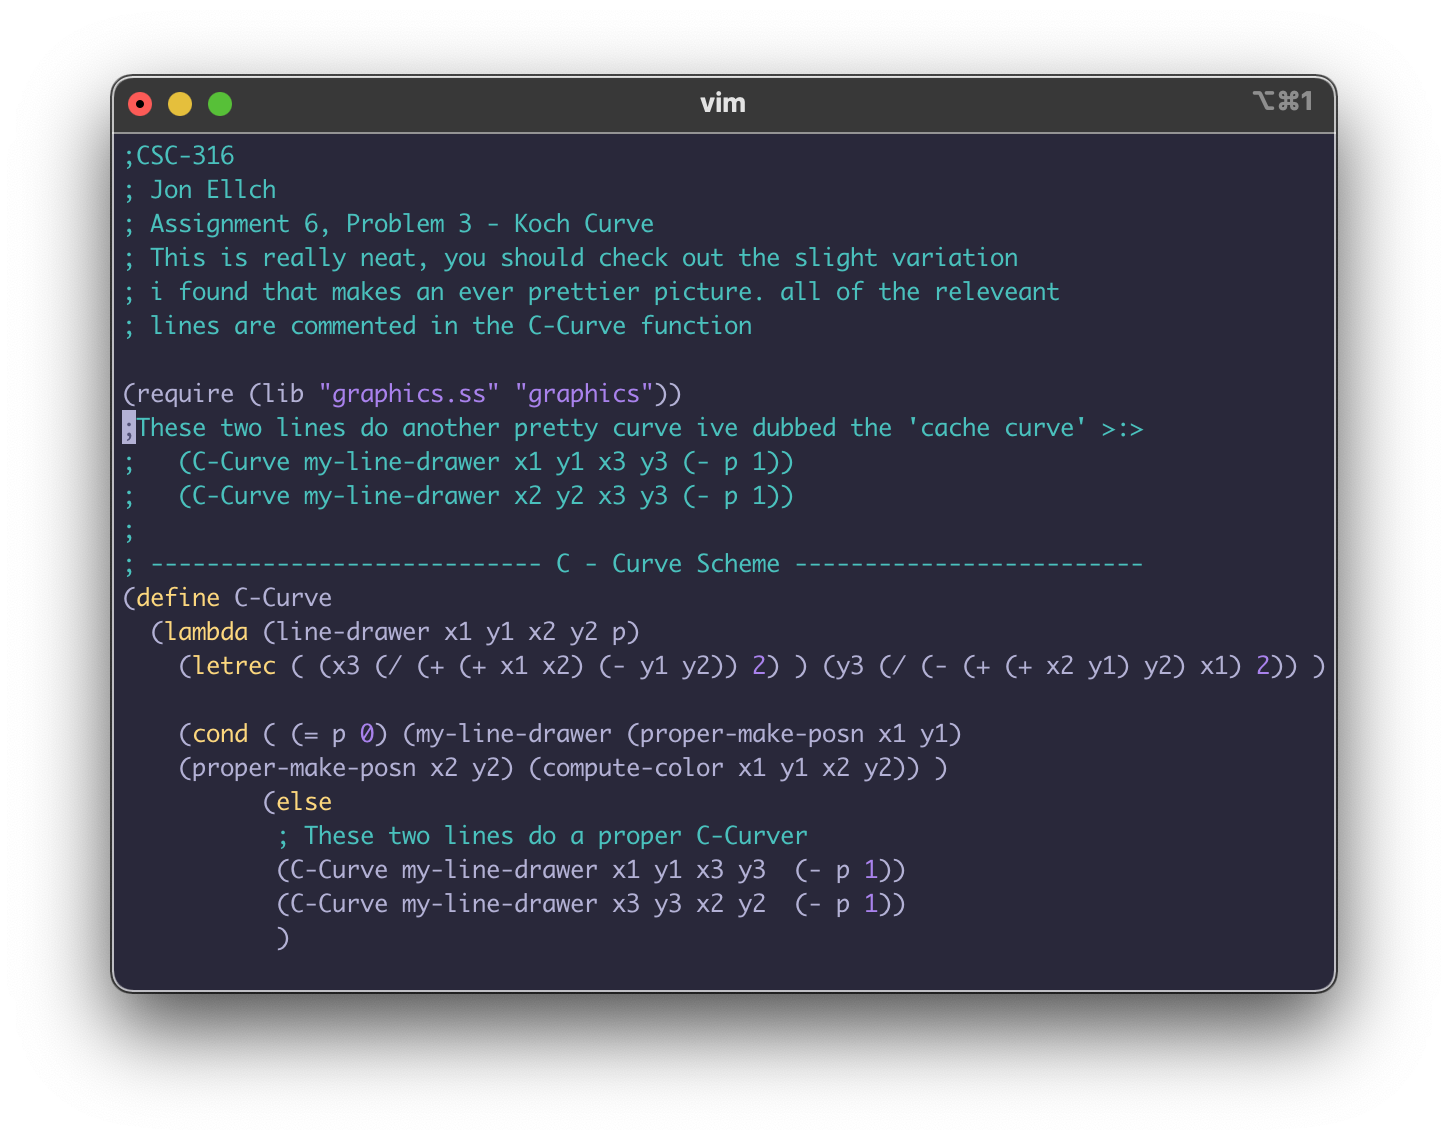 vim
⌥⌘1
;CSC-316
; Jon Ellch
; Assignment 6, Problem 3 - Koch Curve
; This is really neat, you should check out the slight variation
; i found that makes an ever prettier picture. all of the releveant
; lines are commented in the C-Curve function

(require (lib "graphics.ss" "graphics"))
;These two lines do another pretty curve ive dubbed the 'cache curve' >:>
;   (C-Curve my-line-drawer x1 y1 x3 y3 (- p 1))
;   (C-Curve my-line-drawer x2 y2 x3 y3 (- p 1))
;
; ---------------------------- C - Curve Scheme -------------------------
(define C-Curve
  (lambda (line-drawer x1 y1 x2 y2 p)
    (letrec ( (x3 (/ (+ (+ x1 x2) (- y1 y2)) 2) ) (y3 (/ (- (+ (+ x2 y1) y2) x1) 2)) )

    (cond ( (= p 0) (my-line-drawer (proper-make-posn x1 y1)
    (proper-make-posn x2 y2) (compute-color x1 y1 x2 y2)) )
          (else
           ; These two lines do a proper C-Curver
           (C-Curve my-line-drawer x1 y1 x3 y3  (- p 1))
           (C-Curve my-line-drawer x3 y3 x2 y2  (- p 1))
           )